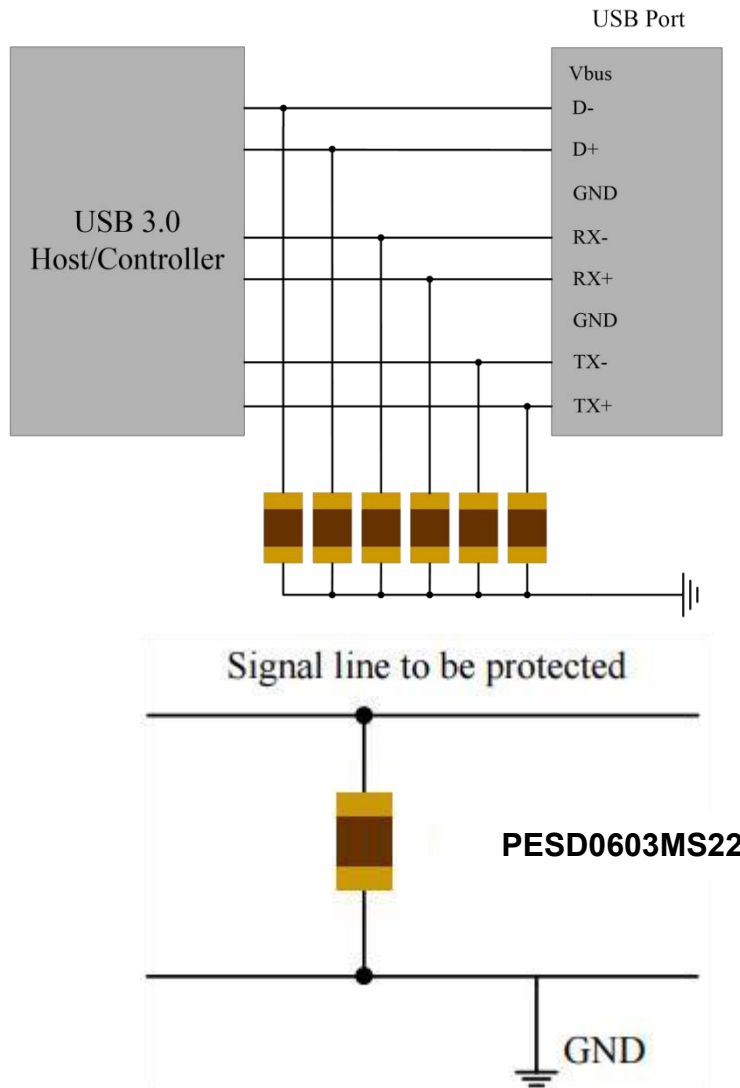 USB Port
USB 3.0
Host/Controller
Vbus
D-
D+
GND
RX-
RX+
GND
TX-
TX+
Signal line to be protected
PESD0603MS22
GND